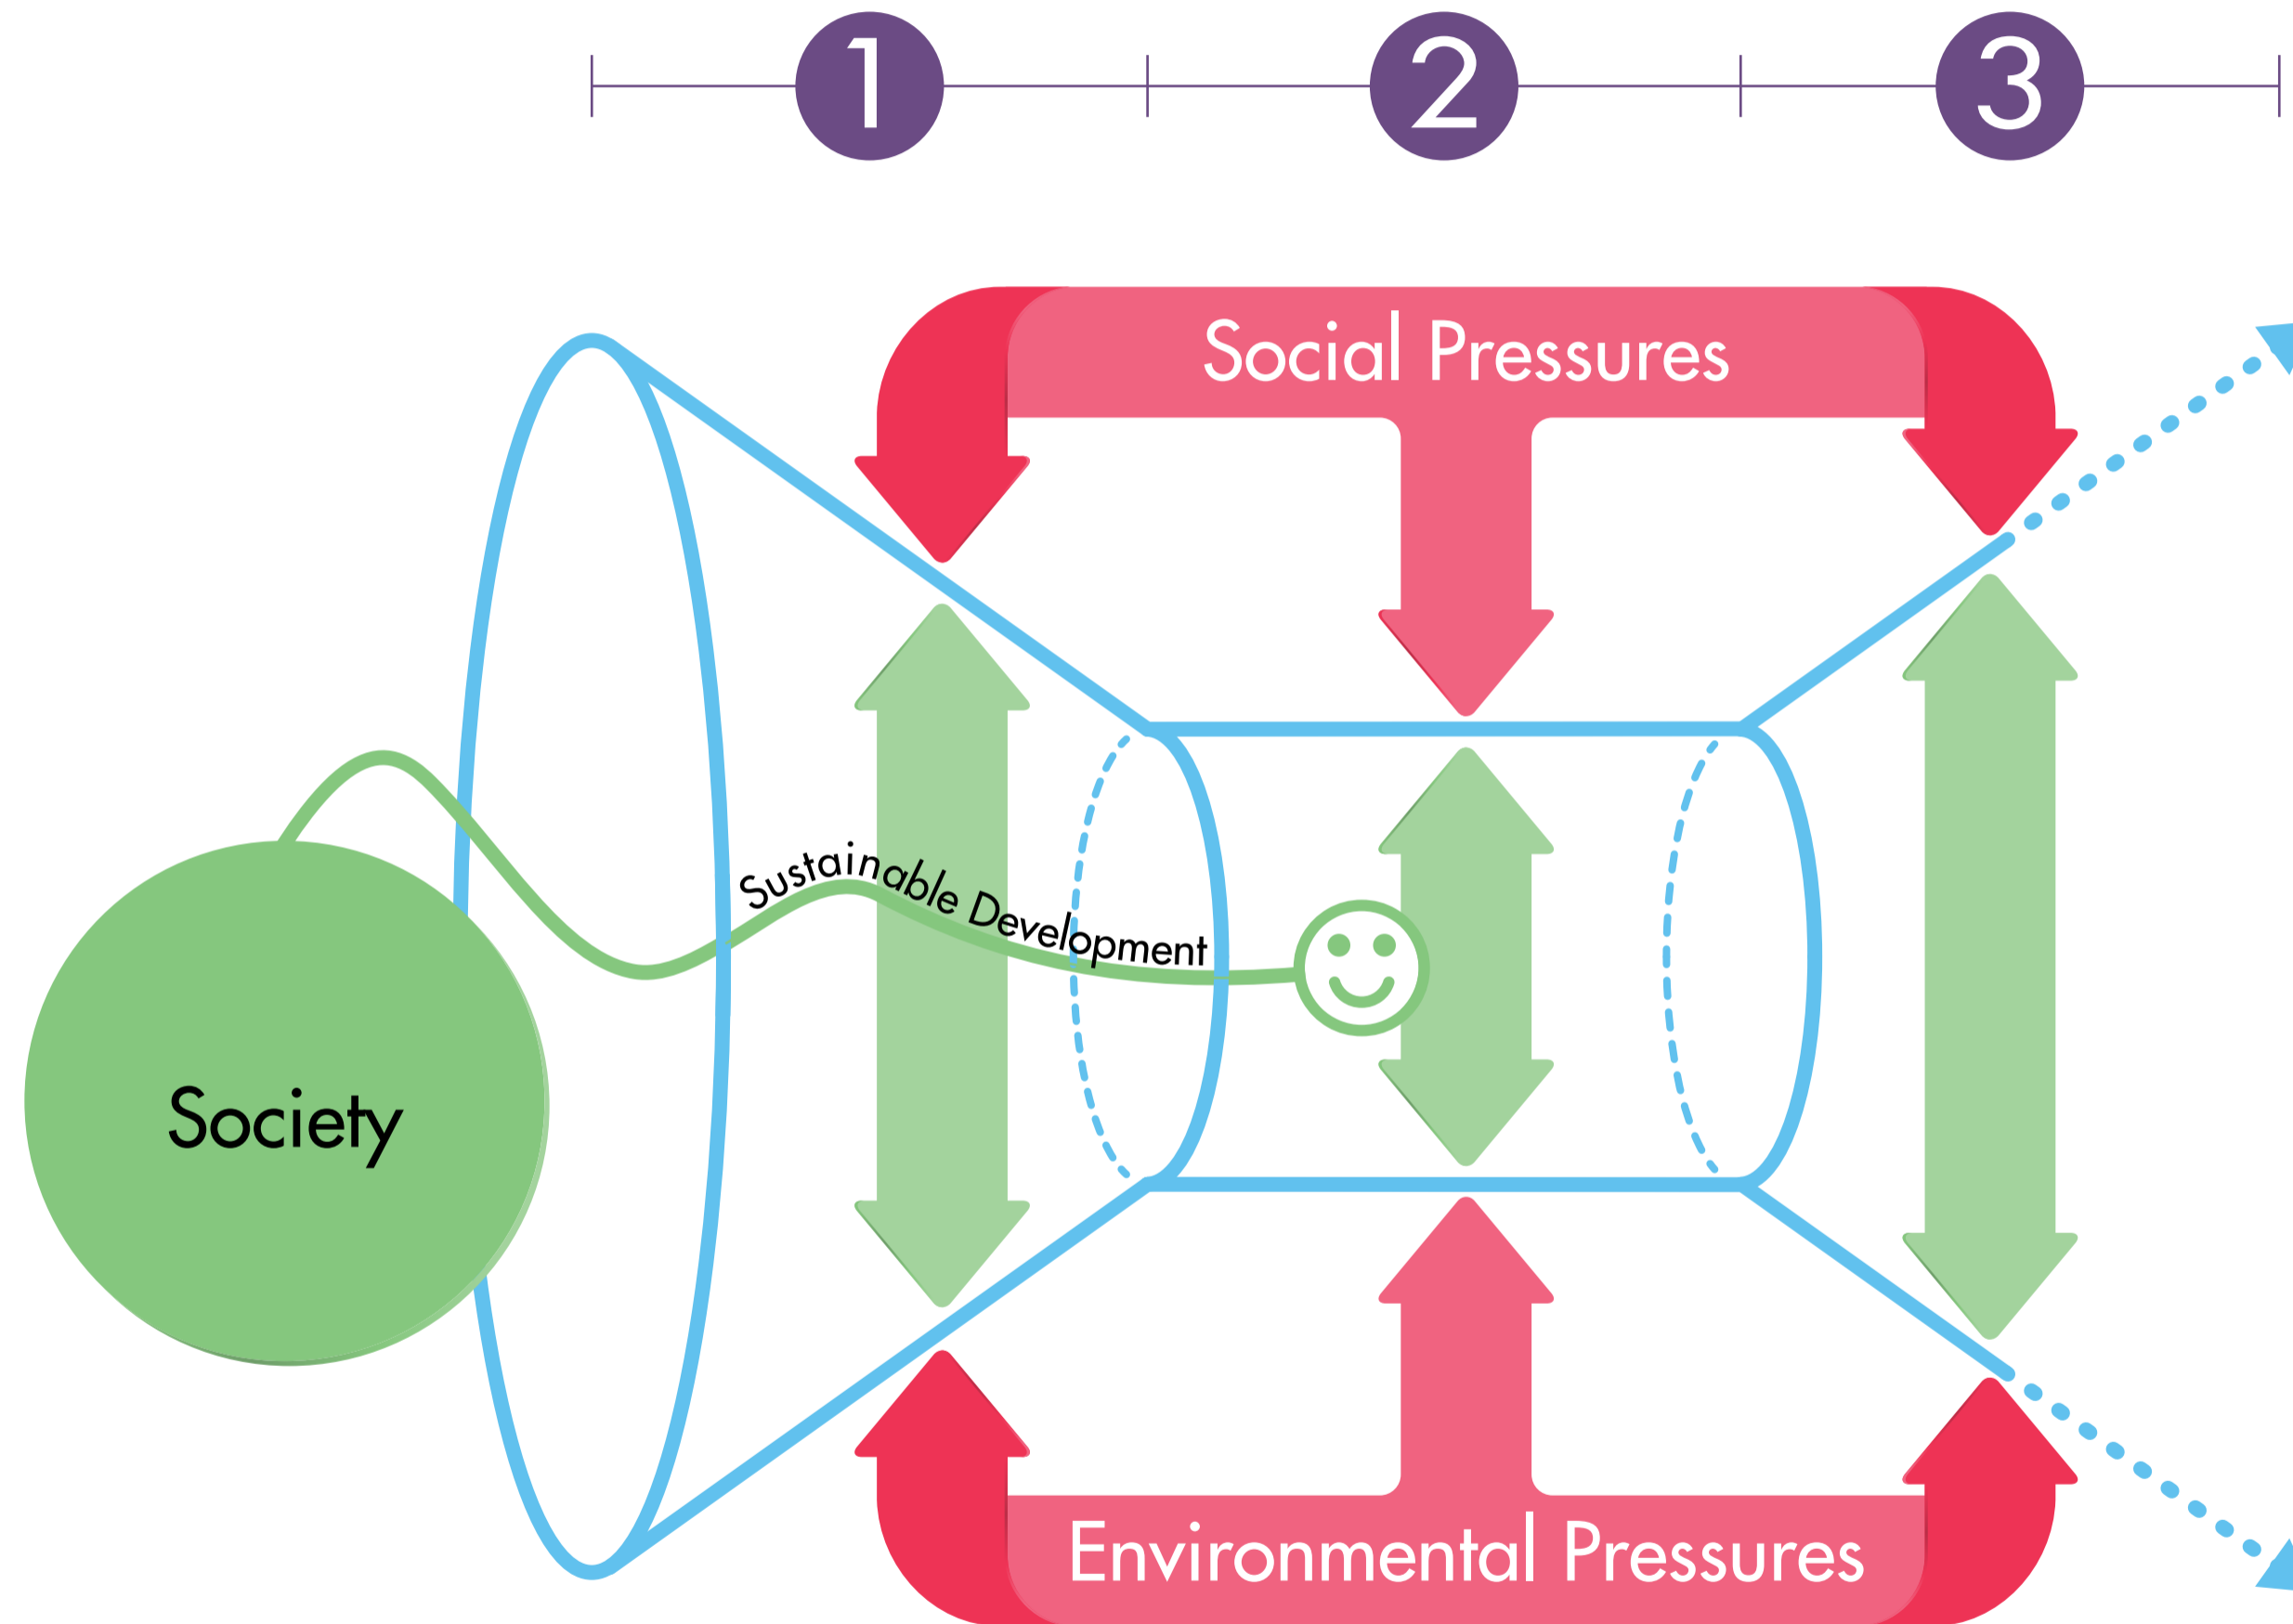 1
2
3
Social Pressures
Sustainable Development
Society
Environmental Pressures